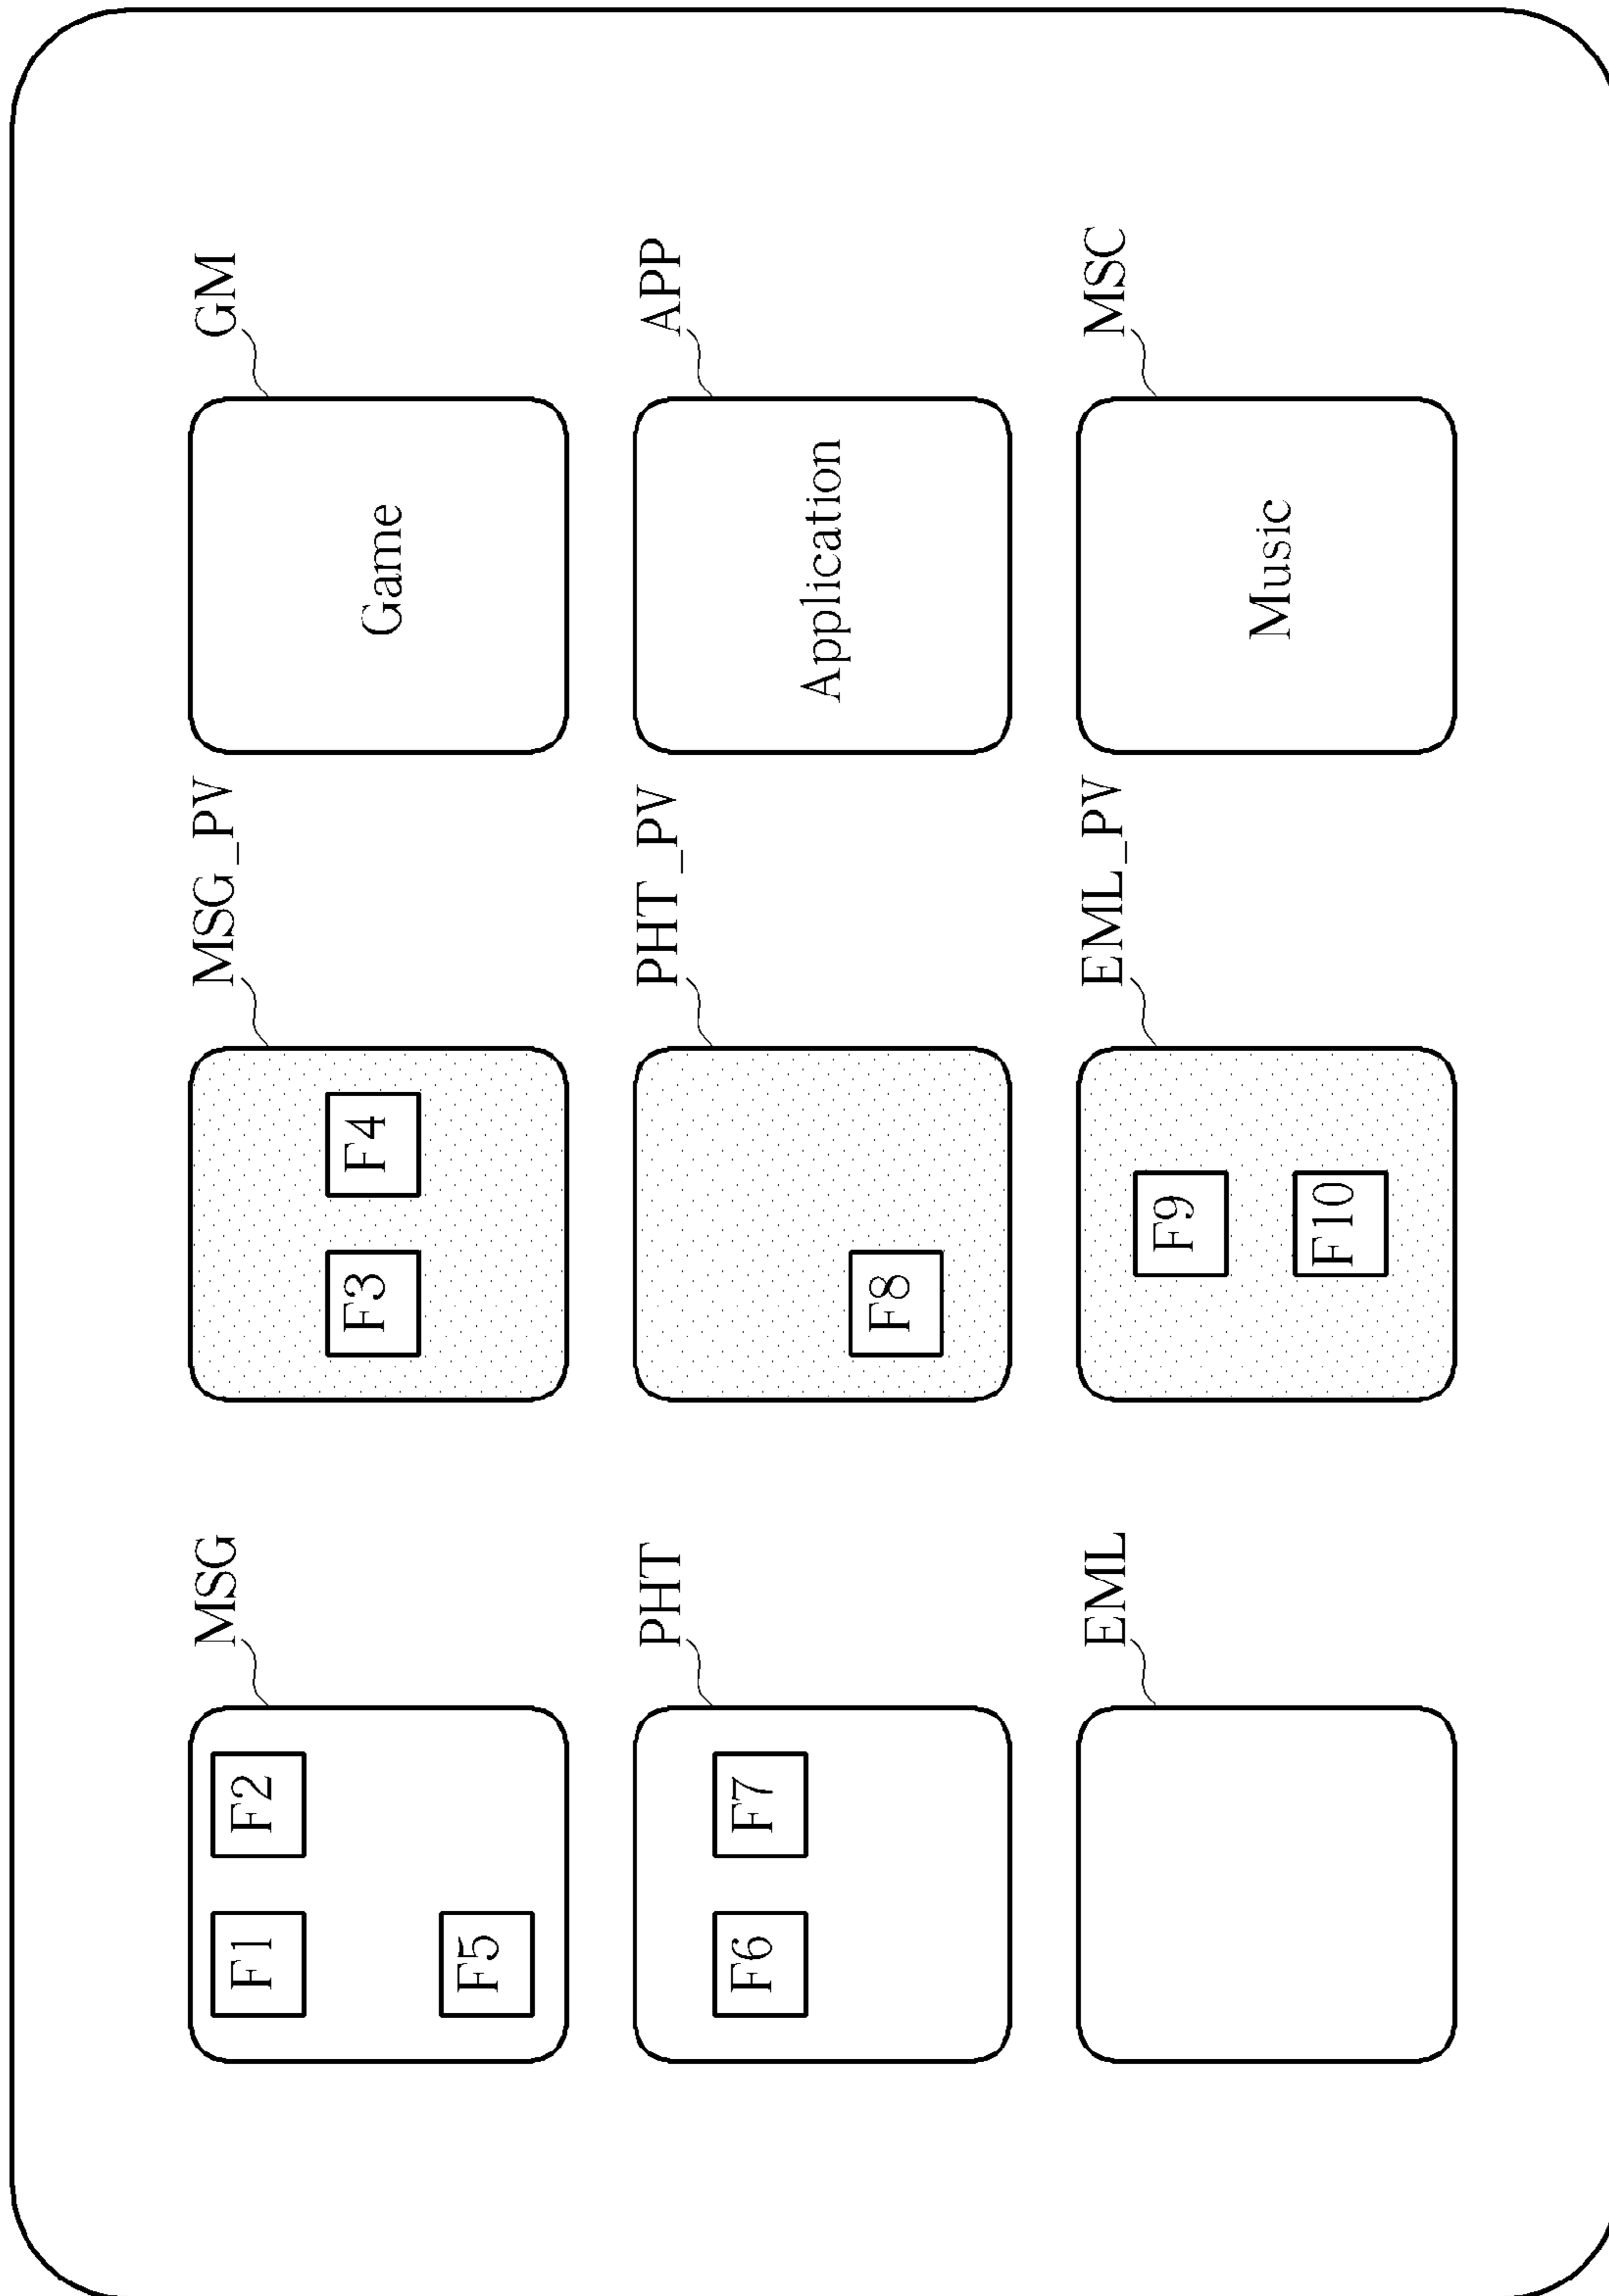 MSG
MSG_PV
GM
F1
F2
F5
F3
F4
Game
PHT
PHT_PV
APP
F6
F7
F8
Application
EML
EML_PV
MSC
F9
F10
Music